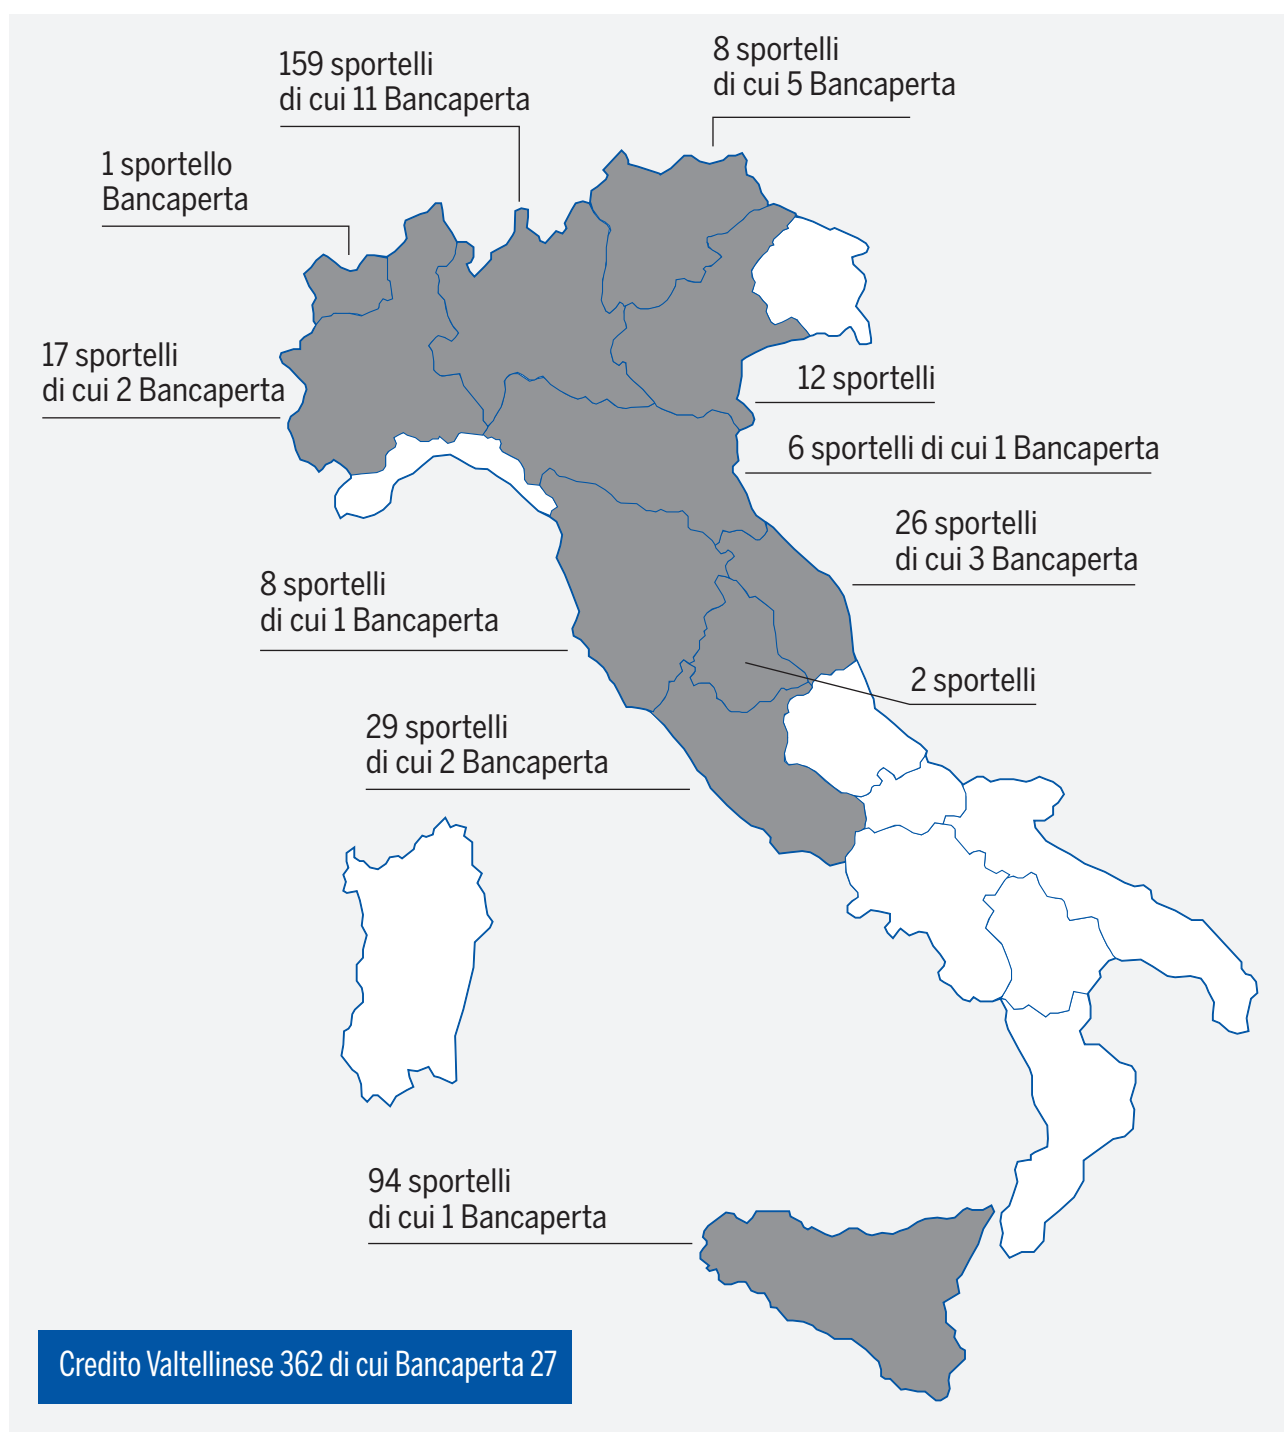 159 sportelli
di cui 11 Bancaperta
8 sportelli
di cui 5 Bancaperta
1 sportello
Bancaperta
17 sportelli
di cui 2 Bancaperta
12 sportelli
6 sportelli di cui 1 Bancaperta
26 sportelli
di cui 3 Bancaperta
8 sportelli
di cui 1 Bancaperta
2 sportelli
29 sportelli
di cui 2 Bancaperta
94 sportelli
di cui 1 Bancaperta
Credito Valtellinese 362 di cui Bancaperta 27